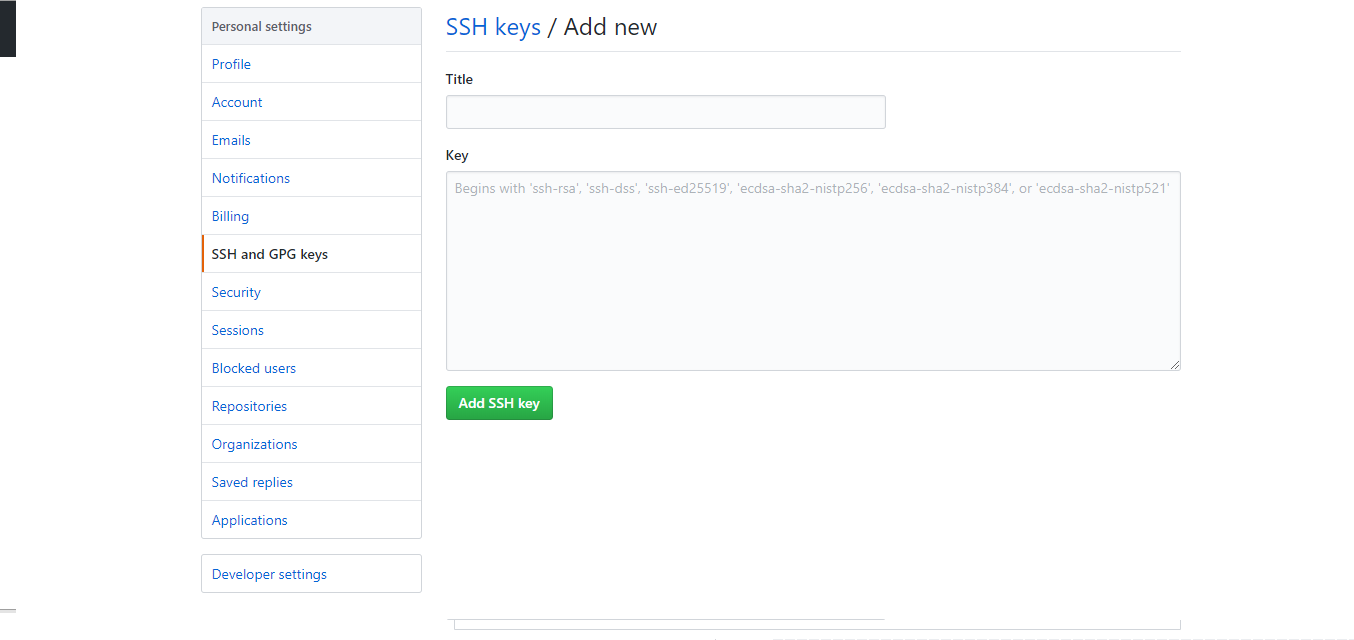 Personal settings
Profile
Account
Emails
Notifications
Billing
SSH and GPG keys
Security
Sessions
Blocked users
Repositories
Organizations
Saved replies
Applications
Developer settings
SSH keys / Add new
Title
Key
Begins with 'ssh-rsa', 'ssh-dss', 'ssh-ed25519', 'ecdsa-sha2-nistp256', 'ecdsa-sha2-nistp384', or 'ecdsa-sha2-nistp521'
Add SSH key